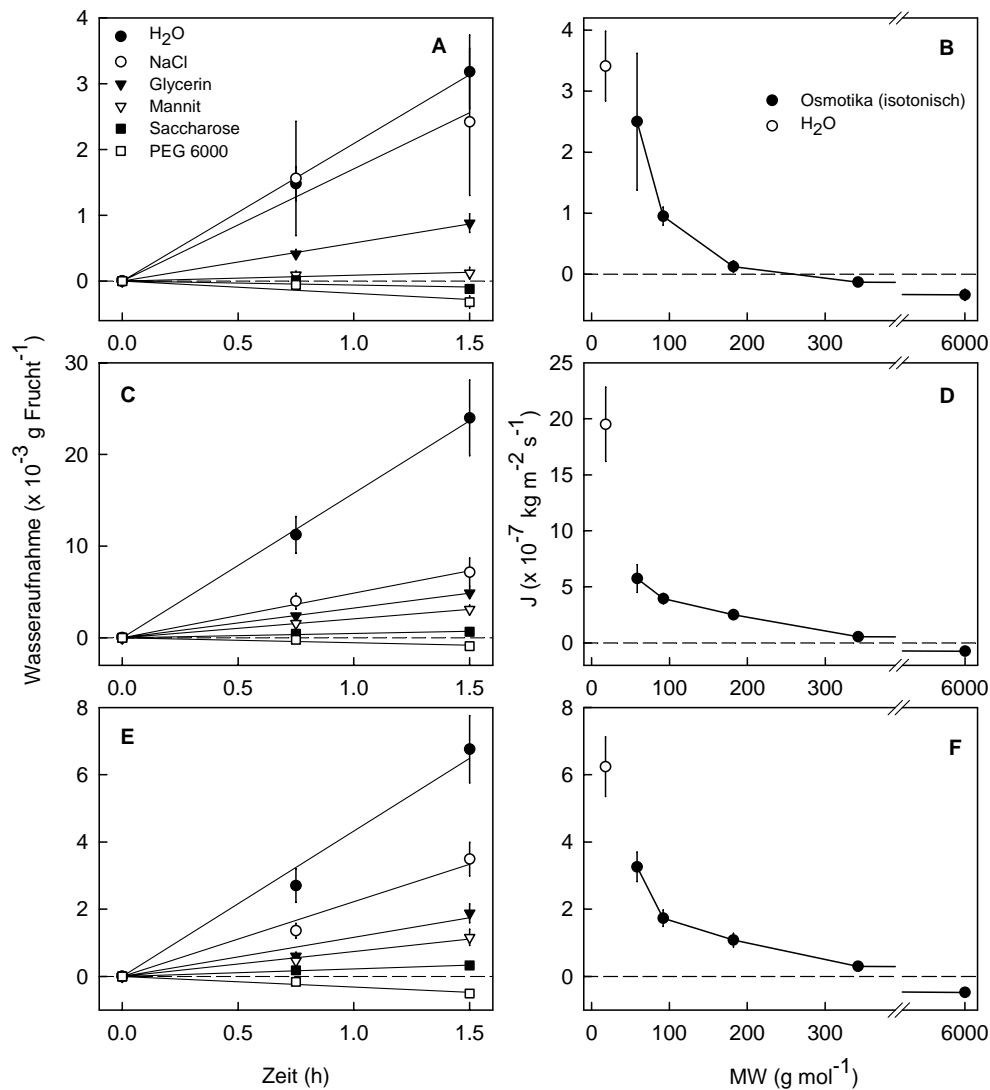 A
H₂O
NaCl
Glycerin
Mannit
Saccharose
PEG 6000
4
3
2
1
0
0.0 0.5 1.0 1.5
B
Osmotika (isotonisch)
H₂O
4
3
2
1
0
0 100 200 300 6000
C
30
20
10
0
0.0 0.5 1.0 1.5
D
25
20
15
10
5
0
0 100 200 300 6000
E
8
6
4
2
0
0.0 0.5 1.0 1.5
F
8
6
4
2
0
0 100 200 300 6000
Wasseraufnahme (x 10⁻³ g Frucht⁻¹)
J (x 10⁻⁷ kg m⁻² s⁻¹)
Zeit (h)
MW (g mol⁻¹)